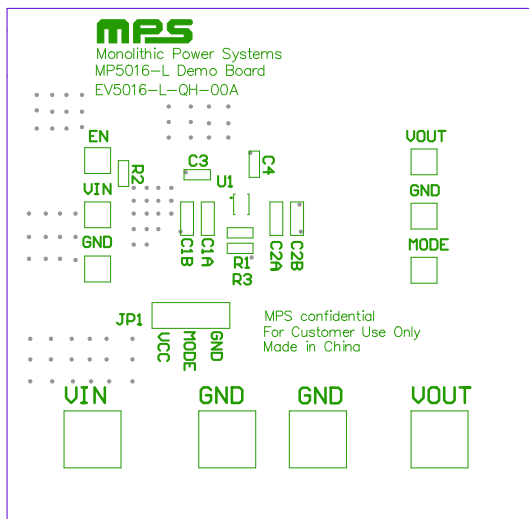 mps
Monolithic Power Systems
MP5016-L Demo Board
EV5016-L-QH-00A
EN
VOUT
C3
C4
R2
U1
VIN
GND
GND
MODE
C1B
C1A
C2A
C2B
R1
R3
JP1
VCC
MODE
GND
MPS confidential
For Customer Use Only
Made in China
VIN
GND
GND
VOUT